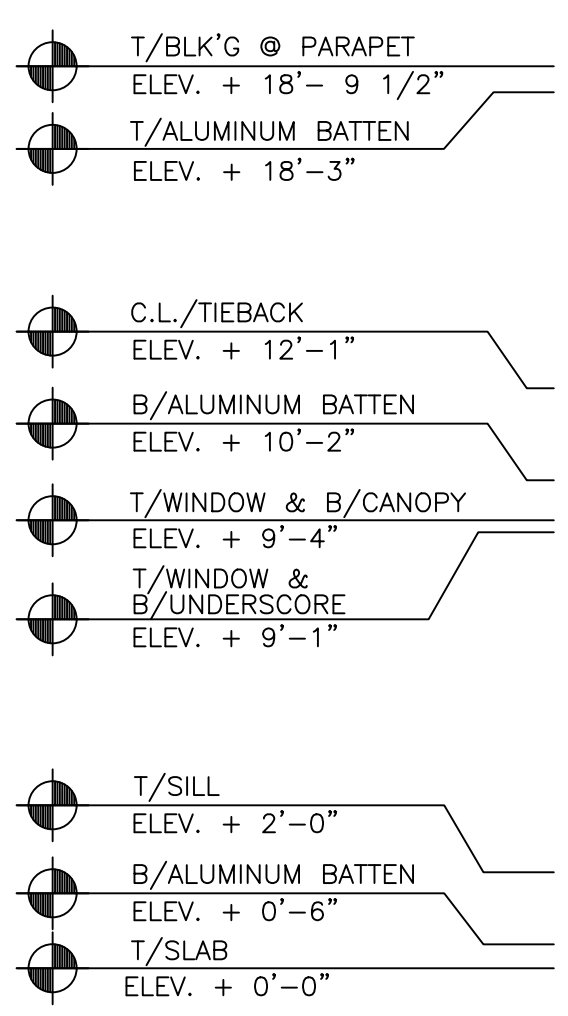 T/BLK'G @ PARAPET
ELEV. + 18'- 9 1/2"
T/ALUMINUM BATTEN
ELEV. + 18'-3"
C.L./TIEBACK
ELEV. + 12'-1"
B/ALUMINUM BATTEN
ELEV. + 10'-2"
T/WINDOW & B/CANOPY
ELEV. + 9'-4"
T/WINDOW &
B/UNDERSCORE
ELEV. + 9'-1"
T/SILL
ELEV. + 2'-0"
B/ALUMINUM BATTEN
ELEV. + 0'-6"
T/SLAB
ELEV. + 0'-0"